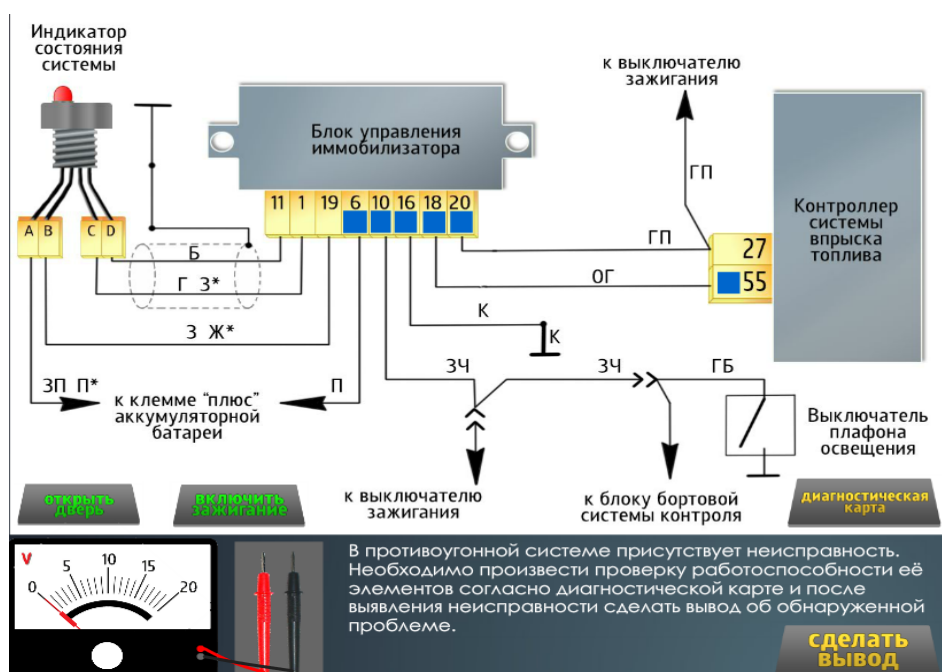 Индикатор
состояния
системы
Блок управления
иммобилизатора
к выключателю
зажигания
ГП
Контроллер
системы
впрыска
топлива
11 1 19 6 10 16 18 20
A B C D
Б
Г З*
З Ж*
ГП
27
ОГ
55
К
К
ЗП П*
П
к клемме “плюс”
аккумуляторной
батареи
ЗЧ
ЗЧ
ГБ
Выключатель
плафона
освещения
к выключателю
зажигания
к блоку бортовой
системы контроля
открыть
дверь
включить
зажигание
диагностическая
карта
V
0 5 10 15 20
В противоугонной системе присутствует неисправность.
Необходимо произвести проверку работоспособности её
элементов согласно диагностической карте и после
выявления неисправности сделать вывод об обнаруженной
проблеме.
сделать
вывод